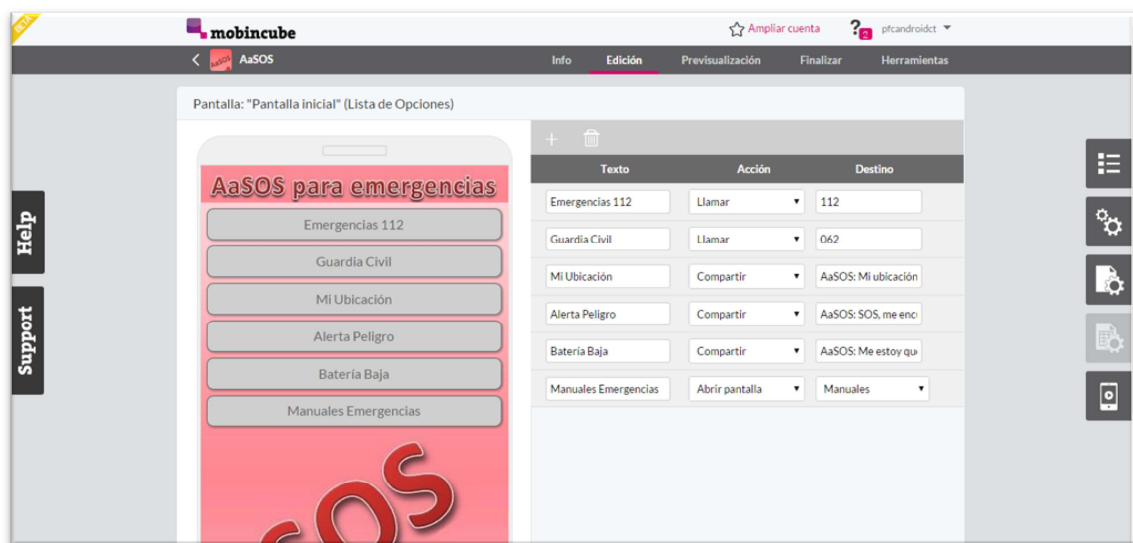 BETA
mobincube
Ampliar cuenta
?2
pfcandroidct
AaSOS
Info Edición Previsualización Finalizar Herramientas
Pantalla: "Pantalla inicial" (Lista de Opciones)
AaSOS para emergencias
Emergencias 112
Guardia Civil
Mi Ubicación
Alerta Peligro
Batería Baja
Manuales Emergencias
SOS
Texto Acción Destino
Emergencias 112 Llamar 112
Guardia Civil Llamar 062
Mi Ubicación Compartir AaSOS: Mi ubicación
Alerta Peligro Compartir AaSOS: SOS, me enc
Batería Baja Compartir AaSOS: Me estoy qu
Manuales Emergencias Abrir pantalla Manuales
Help
Support